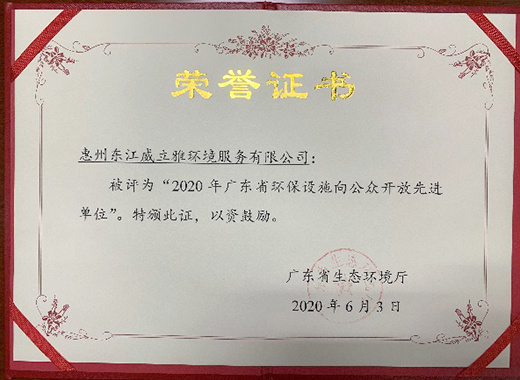 荣誉证书
惠州东江威立雅环境服务有限公司：
被评为“2020年广东省环保设施向公众开放先进
单位”。特颁此证，以资鼓励。
广东省生态环境厅
2020年6月3日